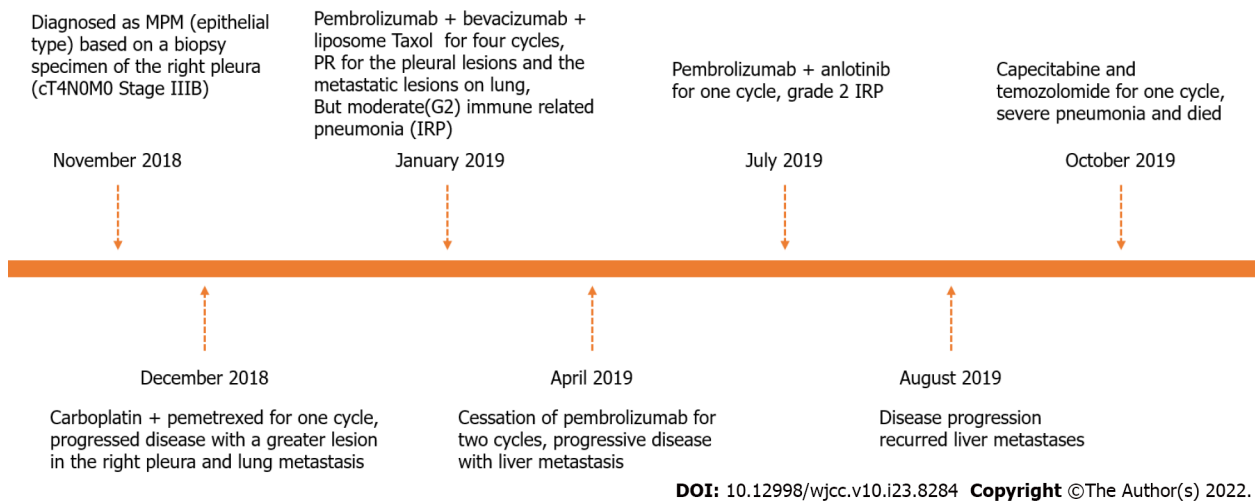 Diagnosed as MPM (epithelial
type) based on a biopsy
specimen of the right pleura
(cT4N0M0 Stage IIIB)
November 2018
Pembrolizumab + bevacizumab +
liposome Taxol for four cycles,
PR for the pleural lesions and the
metastatic lesions on lung,
But moderate(G2) immune related
pneumonia (IRP)
January 2019
Pembrolizumab + anlotinib
for one cycle, grade 2 IRP
July 2019
Capecitabine and
temozolomide for one cycle,
severe pneumonia and died
October 2019
December 2018
Carboplatin + pemetrexed for one cycle,
progressed disease with a greater lesion
in the right pleura and lung metastasis
April 2019
Cessation of pembrolizumab for
two cycles, progressive disease
with liver metastasis
August 2019
Disease progression
recurred liver metastases
DOI: 10.12998/wjcc.v10.i23.8284 Copyright ©The Author(s) 2022.